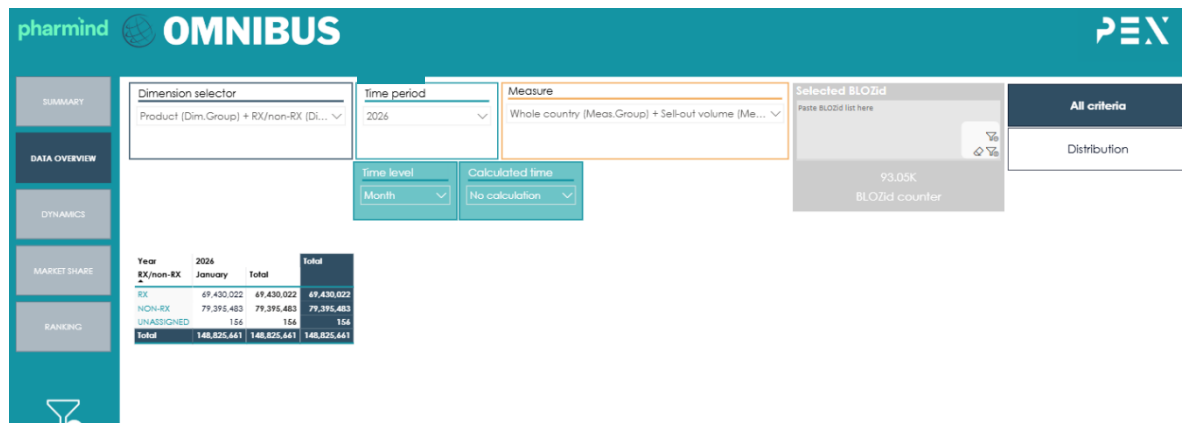 pharmind OMNIBUS
PEX
SUMMARY
DATA OVERVIEW
DYNAMICS
MARKET SHARE
RANKING
Dimension selector
Product (Dim.Group) + RX/non-RX (Di...
Time period
2026
Measure
Whole country (Meas.Group) + Sell-out volume (Me...
Selected BLOZid
Paste BLOZid list here
93.05K
BLOZid counter
All criteria
Distribution
Time level
Month
Calculated time
No calculation
Year 2026 Total
RX/non-RX January Total
RX 69,430,022 69,430,022 69,430,022
NON-RX 79,395,483 79,395,483 79,395,483
UNASSIGNED 156 156 156
Total 148,825,661 148,825,661 148,825,661